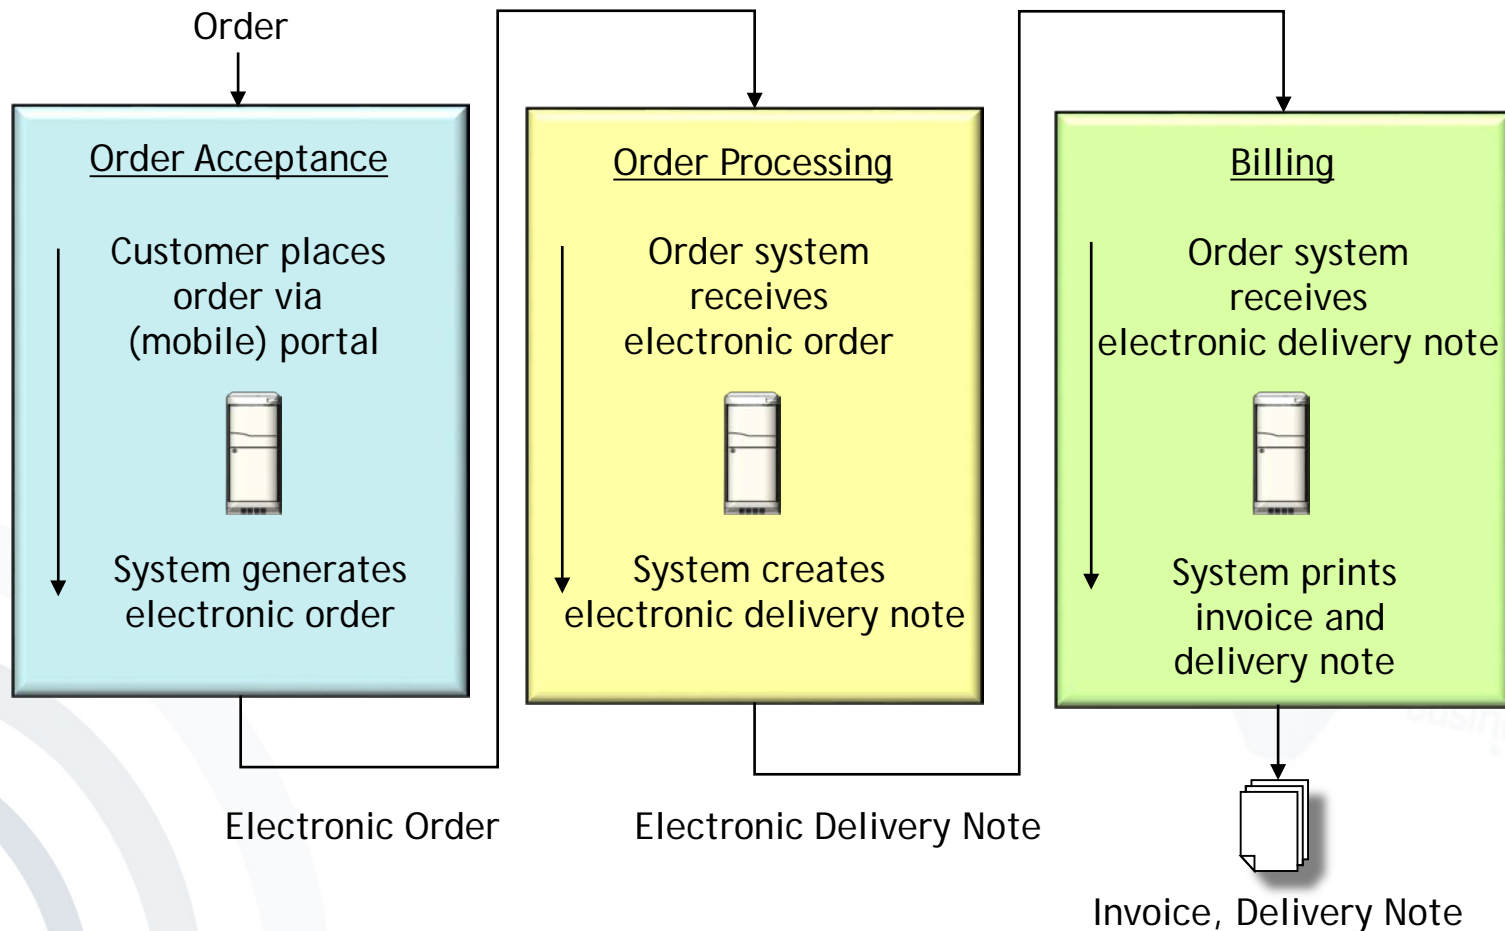 Order
Order Acceptance
Customer places
order via
(mobile) portal
System generates
electronic order
Electronic Order
Order Processing
Order system
receives
electronic order
System creates
electronic delivery note
Electronic Delivery Note
Billing
Order system
receives
electronic delivery note
System prints
invoice and
delivery note
Invoice, Delivery Note